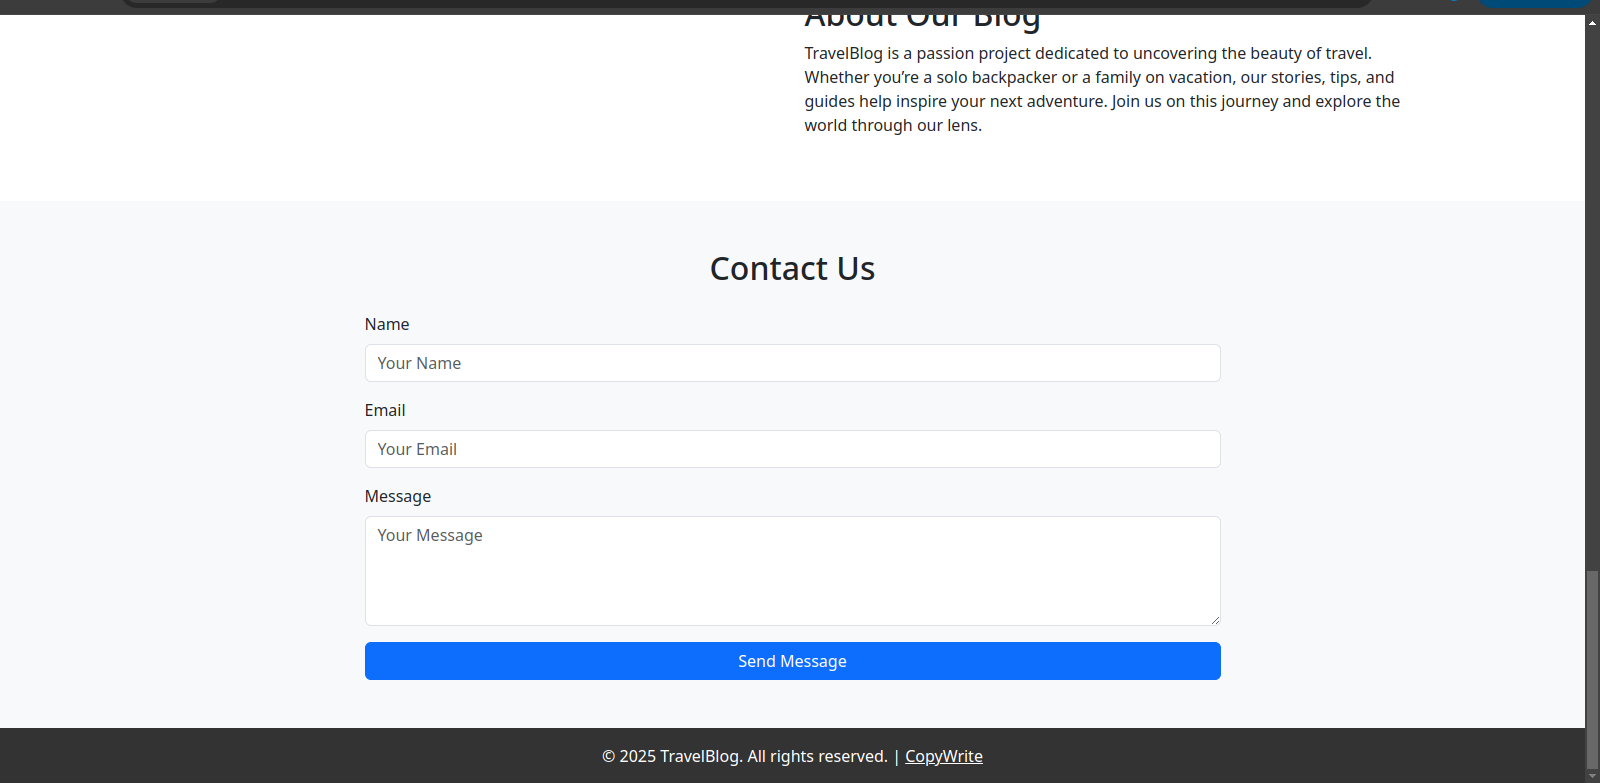 About Our Blog
TravelBlog is a passion project dedicated to uncovering the beauty of travel.
Whether you’re a solo backpacker or a family on vacation, our stories, tips, and
guides help inspire your next adventure. Join us on this journey and explore the
world through our lens.
Contact Us
Name
Your Name
Email
Your Email
Message
Your Message
Send Message
© 2025 TravelBlog. All rights reserved. | CopyWrite